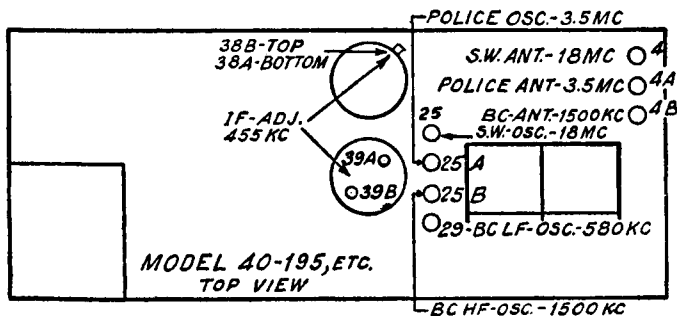 POLICE OSC.-3.5MC
38B-TOP
38A-BOTTOM
S.W. ANT.-18MC 4
POLICE ANT-3.5MC 4A
BC-ANT.-1500KC 4B
IF-ADJ.
455 KC
25
S.W.-OSC.-18MC
39A
25 A
39B
25 B
29-BC LF-OSC.-580KC
MODEL 40-195, ETC.
TOP VIEW
BC HF-OSC.-1500 KC